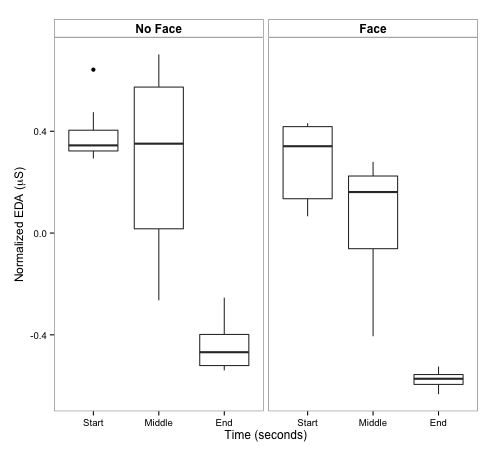 No Face Face
Normalized EDA (µS)
0.4
0.0
-0.4
Start Middle End Start Middle End
Time (seconds)